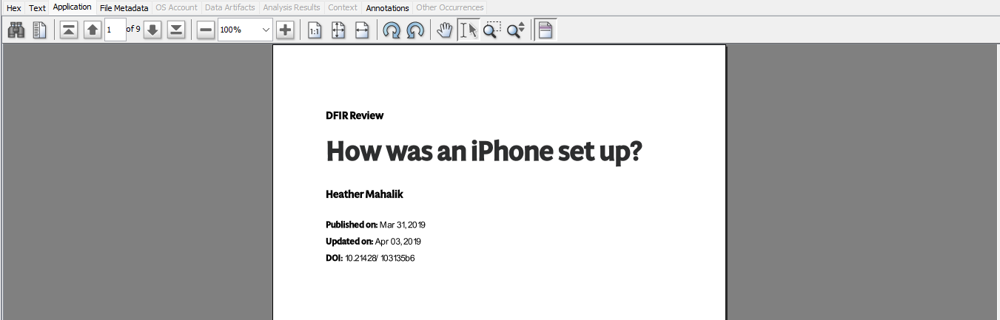 Hex Text Application File Metadata OS Account Data Artifacts Analysis Results Context Annotations Other Occurrences
1 of 9 100% 1:1
DFIR Review
How was an iPhone set up?
Heather Mahalik
Published on: Mar 31, 2019
Updated on: Apr 03, 2019
DOI: 10.21428/ 103135b6